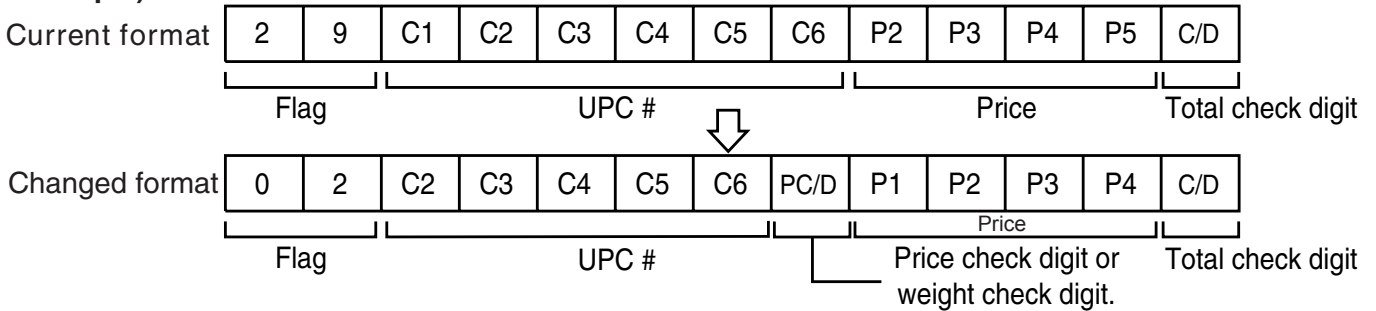 Current format 2 9 C1 C2 C3 C4 C5 C6 P2 P3 P4 P5 C/D
Flag UPC # Price Total check digit
Changed format 0 2 C2 C3 C4 C5 C6 PC/D P1 P2 P3 P4 C/D
Price
Flag UPC # Price check digit or Total check digit
weight check digit.